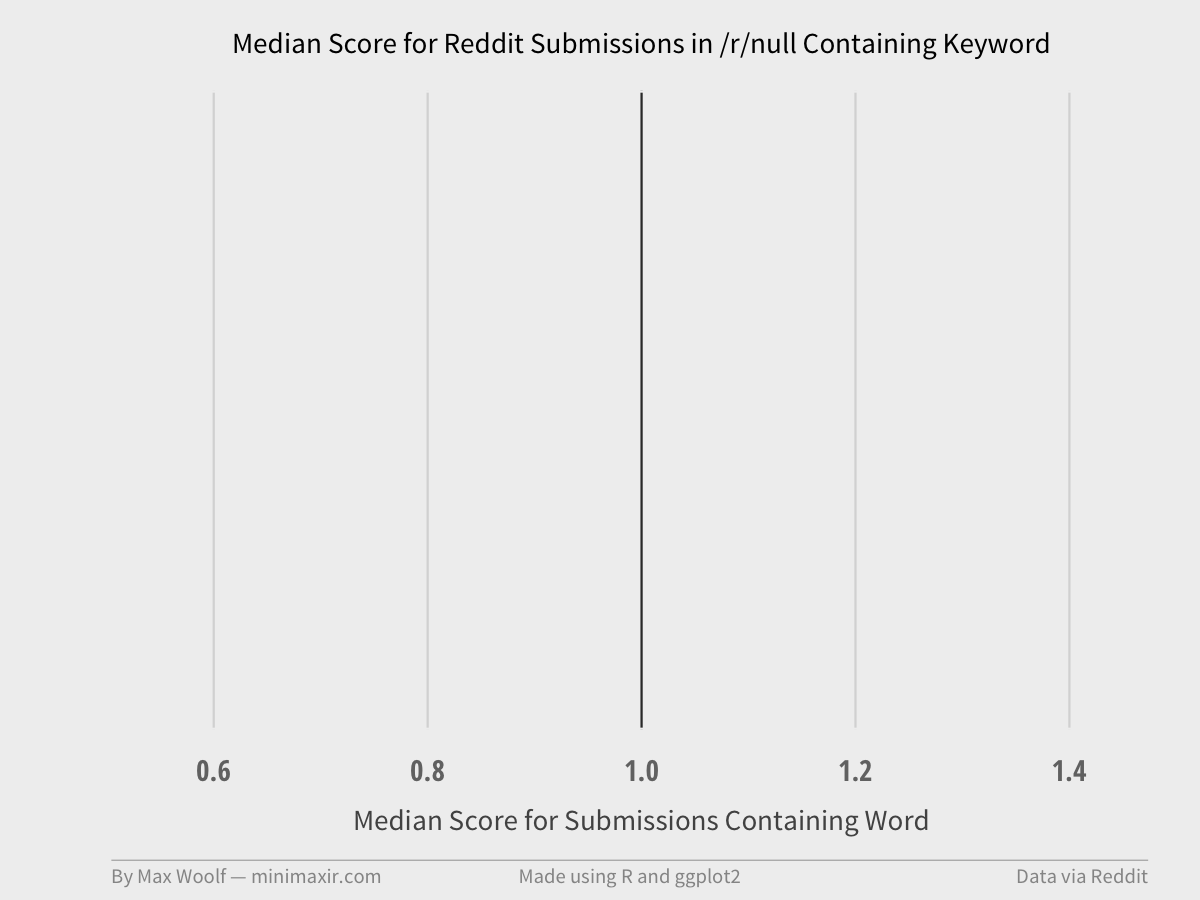 Median Score for Reddit Submissions in /r/null Containing Keyword
0.6 0.8 1.0 1.2 1.4
Median Score for Submissions Containing Word
By Max Woolf — minimaxir.com Made using R and ggplot2 Data via Reddit